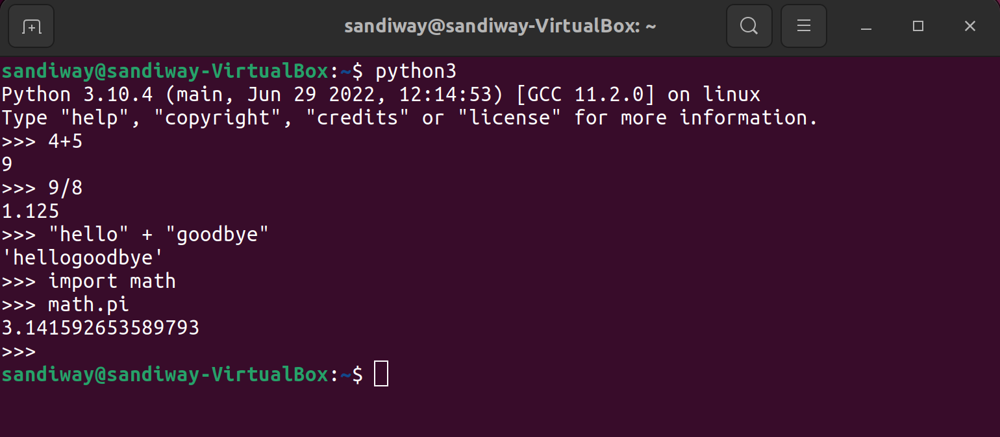 sandiway@sandiway-VirtualBox: ~
sandiway@sandiway-VirtualBox:~$ python3
Python 3.10.4 (main, Jun 29 2022, 12:14:53) [GCC 11.2.0] on linux
Type "help", "copyright", "credits" or "license" for more information.
>>> 4+5
9
>>> 9/8
1.125
>>> "hello" + "goodbye"
'hellogoodbye'
>>> import math
>>> math.pi
3.141592653589793
>>>
sandiway@sandiway-VirtualBox:~$